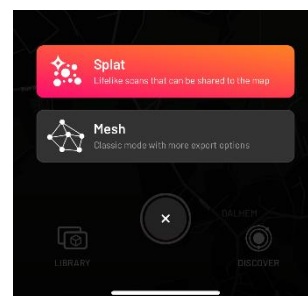 Splat
Lifelike scans that can be shared to the map
Mesh
Classic mode with more export options
DALHEM
LIBRARY
DISCOVER